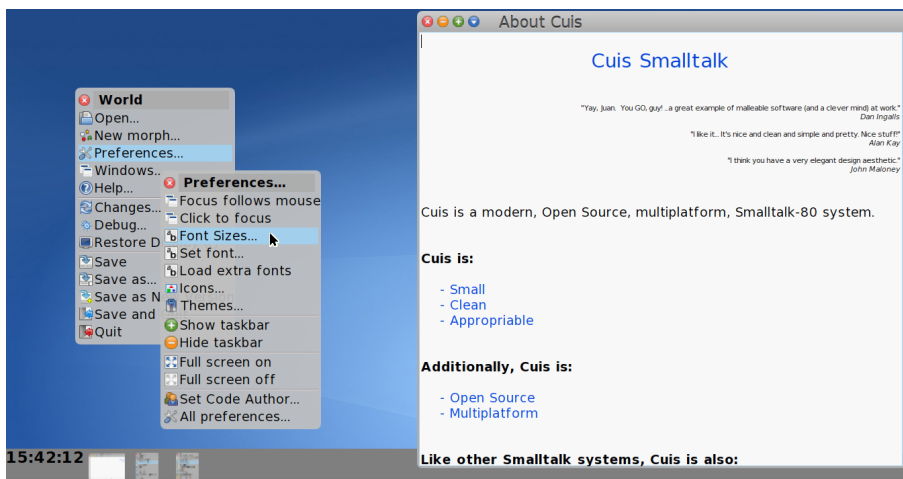 World
Open...
New morph...
Preferences...
Windows..
Help...
Changes...
Debug...
Restore D
Save
Save as...
Save as N
Save and
Quit
Preferences...
Focus follows mouse
Click to focus
Font Sizes...
Set font...
Load extra fonts
Icons...
Themes...
Show taskbar
Hide taskbar
Full screen on
Full screen off
Set Code Author...
All preferences...
15:42:12
About Cuis
Cuis Smalltalk
"Yay, Juan. You GO, guy! ..a great example of malleable software (and a clever mind) at work."
Dan Ingalls
"I like it.. It's nice and clean and simple and pretty. Nice stuff!"
Alan Kay
"I think you have a very elegant design aesthetic."
John Maloney
Cuis is a modern, Open Source, multiplatform, Smalltalk-80 system.
Cuis is:
- Small
- Clean
- Appropriable
Additionally, Cuis is:
- Open Source
- Multiplatform
Like other Smalltalk systems, Cuis is also: